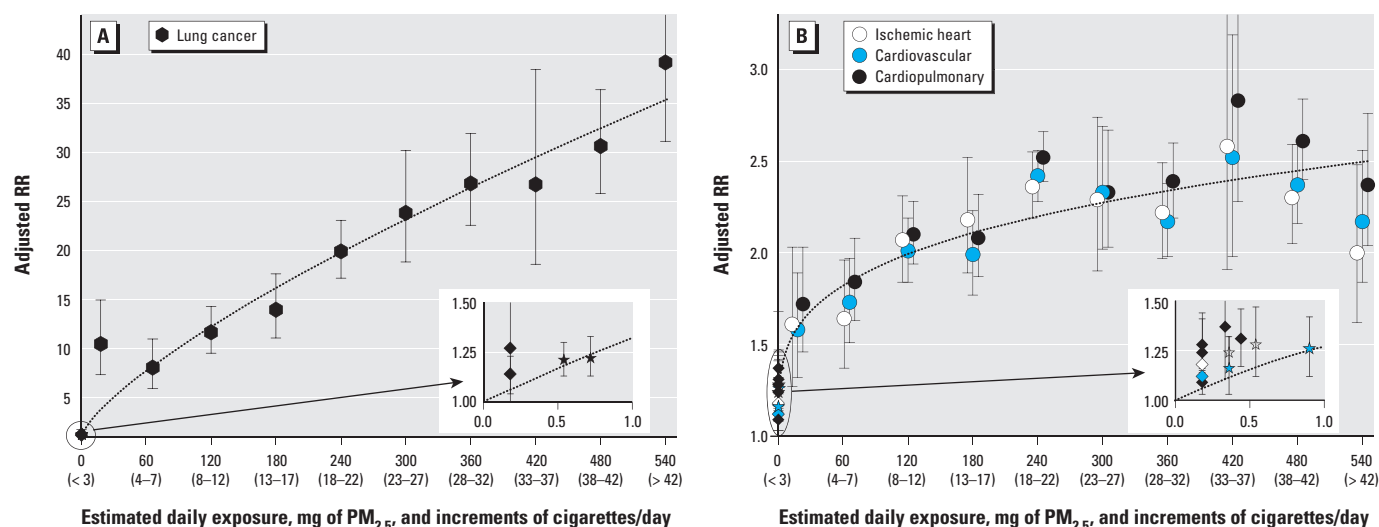 A
Lung cancer
40
35
30
25
20
15
10
5
Adjusted RR
1.50
1.25
1.00
0.0 0.5 1.0
0 60 120 180 240 300 360 420 480 540
(< 3) (4–7) (8–12) (13–17) (18–22) (23–27) (28–32) (33–37) (38–42) (> 42)
Estimated daily exposure, mg of PM2.5, and increments of cigarettes/day
B
Ischemic heart
Cardiovascular
Cardiopulmonary
3.0
2.5
2.0
1.5
1.0
Adjusted RR
1.50
1.25
1.00
0.0 0.5 1.0
0 60 120 180 240 300 360 420 480 540
(< 3) (4–7) (8–12) (13–17) (18–22) (23–27) (28–32) (33–37) (38–42) (> 42)
Estimated daily exposure, mg of PM2.5, and increments of cigarettes/day